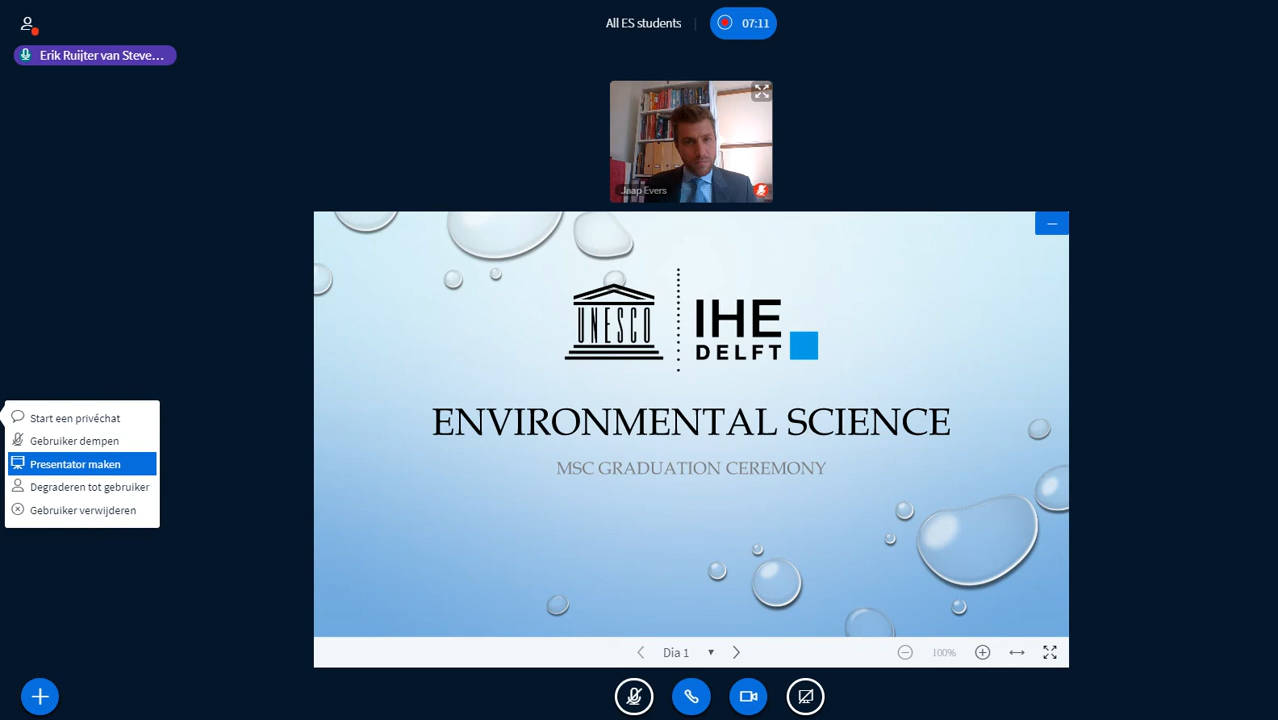 All ES students
07:11
Erik Ruijter van Steve...
Jaap Evers
UNESCO
IHE
DELFT
ENVIRONMENTAL SCIENCE
MSC GRADUATION CEREMONY
Start een privéchat
Gebruiker dempen
Presentator maken
Degraderen tot gebruiker
Gebruiker verwijderen
Dia 1
100%